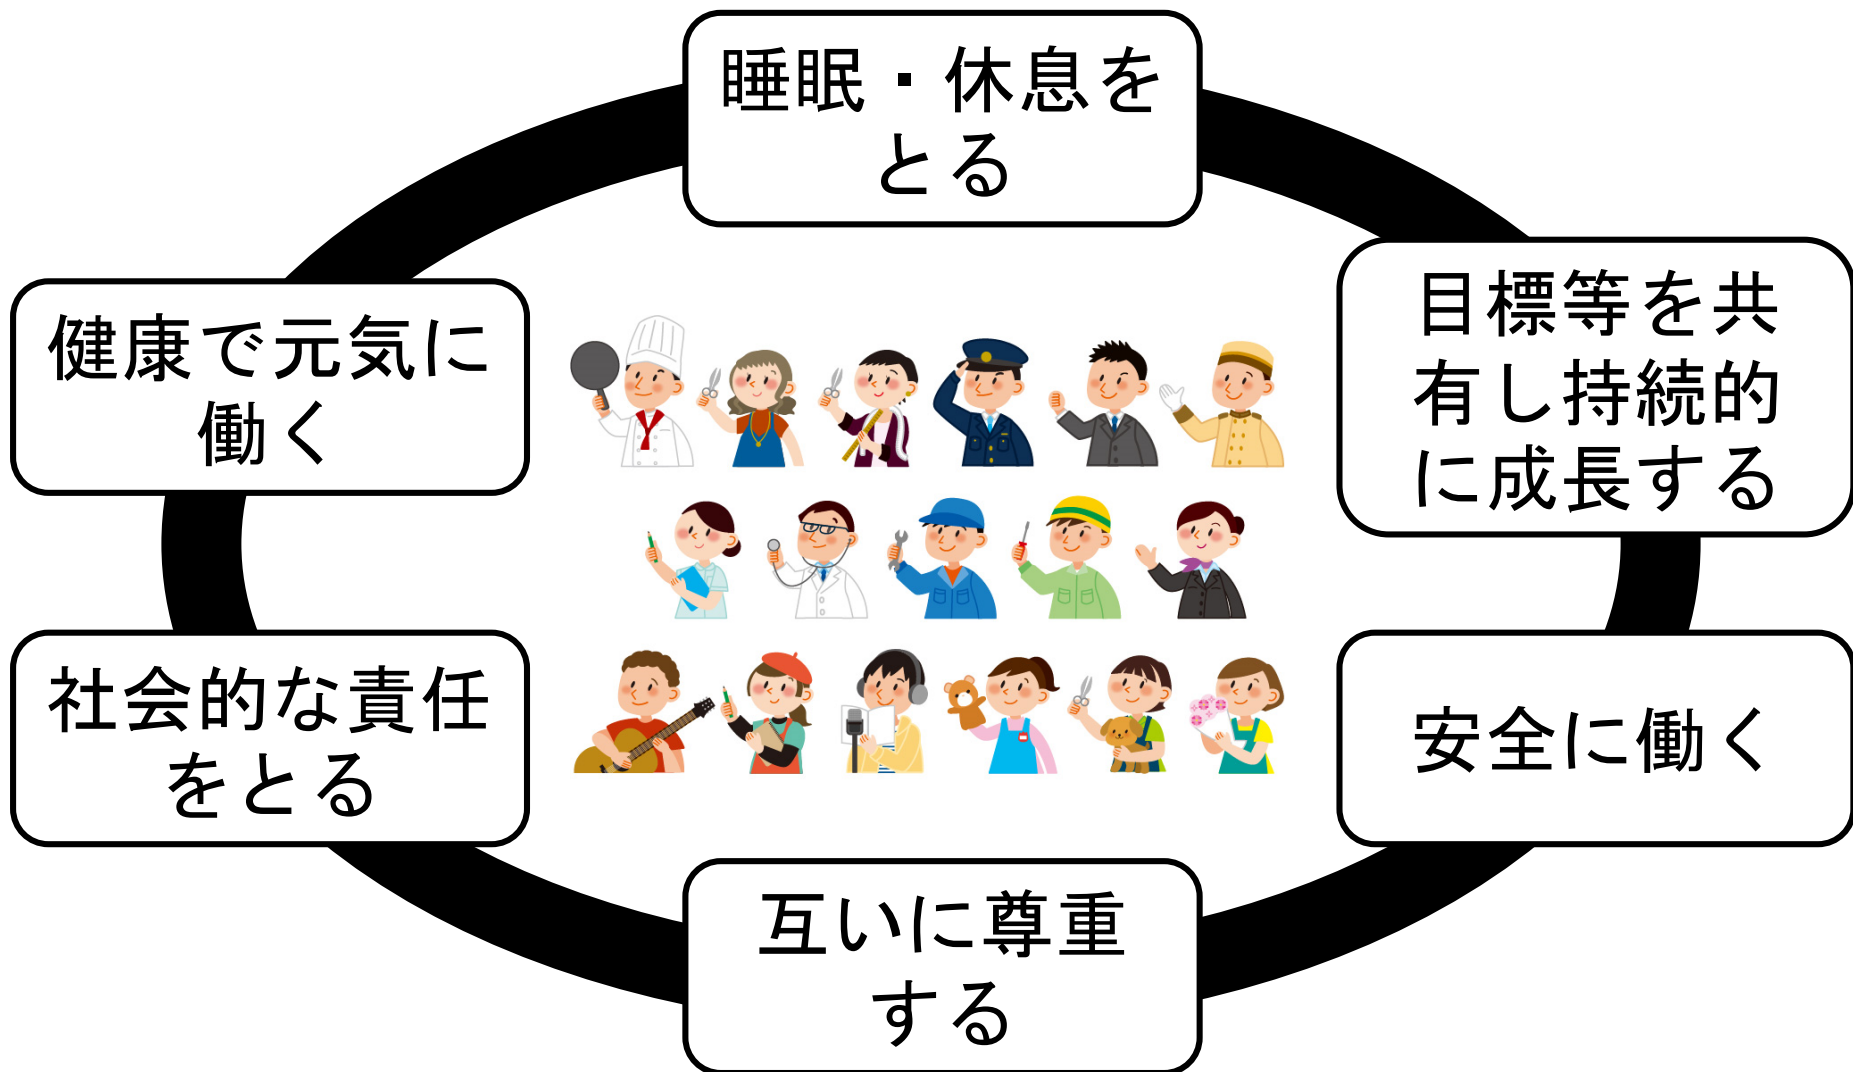 睡眠・休息を
とる
目標等を共
有し持続的
に成長する
安全に働く
互いに尊重
する
社会的な責任
をとる
健康で元気に
働く